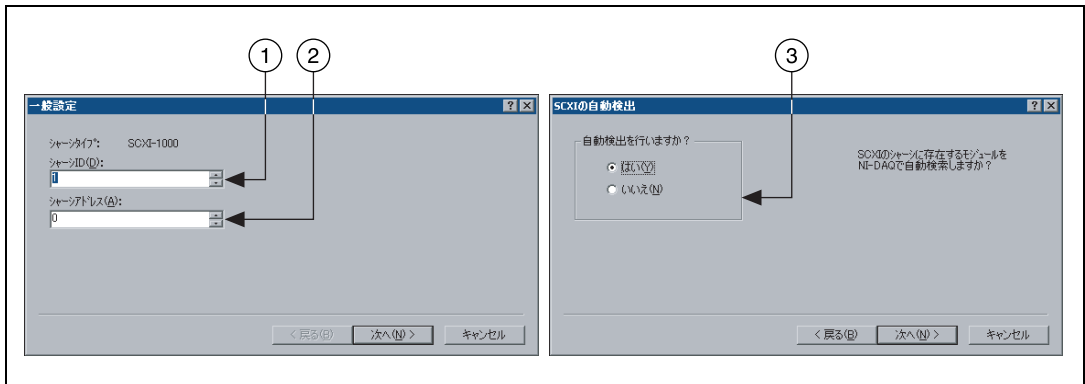 1 2 3
一般設定
シャーシタイプ: SCXI-1000
シャーシID(D):
1
シャーシアドレス(A):
0
< 戻る(B) 次へ(N) > キャンセル
SCXIの自動検出
自動検出を行いますか?
はい(Y)
いいえ(N)
SCXIのシャーシに存在するモジュールを
NI-DAQで自動検索しますか?
< 戻る(B) 次へ(N) > キャンセル